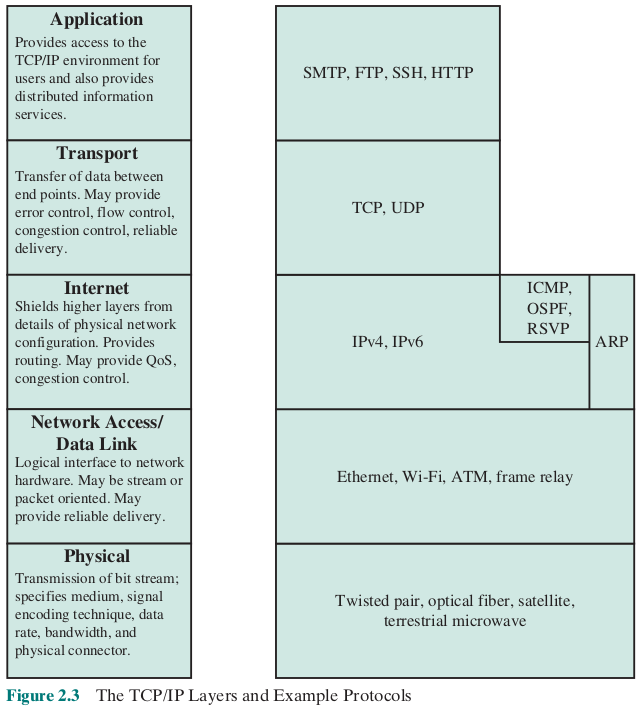 Application
Provides access to the
TCP/IP environment for
users and also provides
distributed information
services.
SMTP, FTP, SSH, HTTP
Transport
Transfer of data between
end points. May provide
error control, flow control,
congestion control, reliable
delivery.
TCP, UDP
Internet
Shields higher layers from
details of physical network
configuration. Provides
routing. May provide QoS,
congestion control.
IPv4, IPv6
ICMP,
OSPF,
RSVP
ARP
Network Access/
Data Link
Logical interface to network
hardware. May be stream or
packet oriented. May
provide reliable delivery.
Ethernet, Wi-Fi, ATM, frame relay
Physical
Transmission of bit stream;
specifies medium, signal
encoding technique, data
rate, bandwidth, and
physical connector.
Twisted pair, optical fiber, satellite,
terrestrial microwave
Figure 2.3 The TCP/IP Layers and Example Protocols